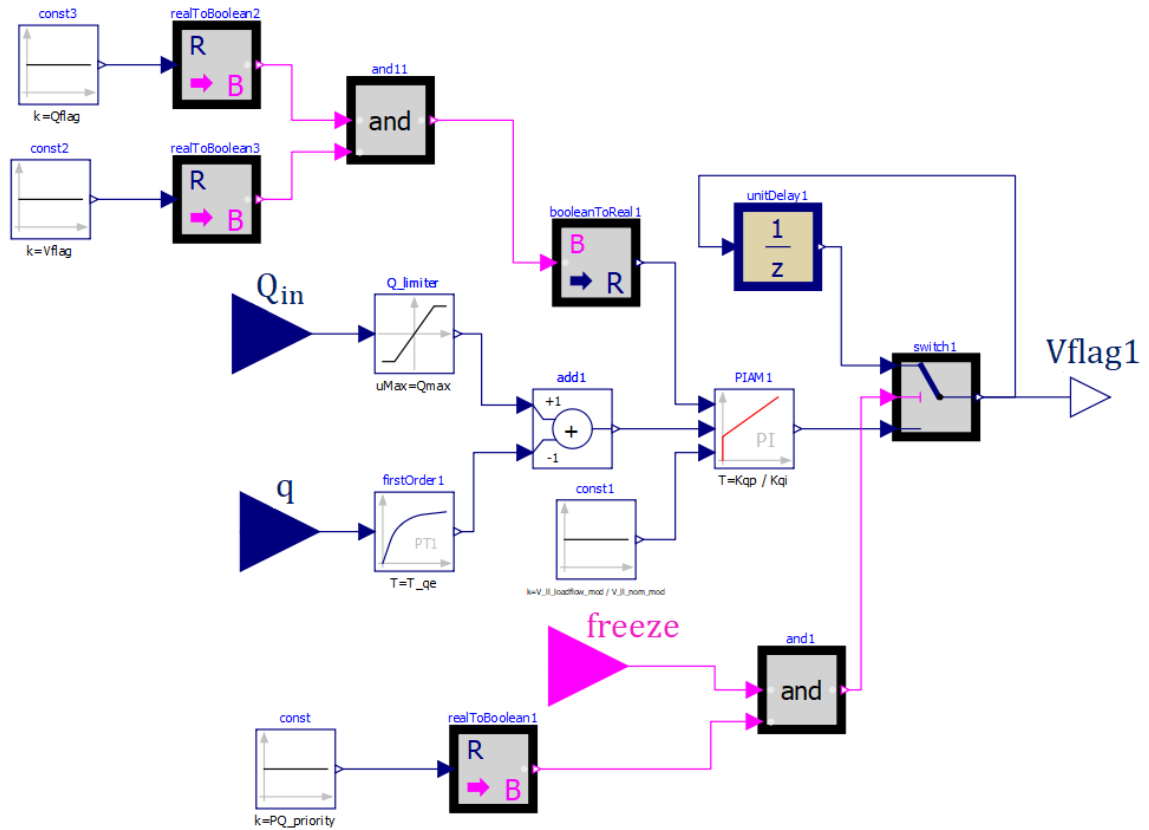 const3
realToBoolean2
R
B
k=Qflag
and11
and
const2
realToBoolean3
R
B
k=Vflag
unitDelay1
1
z
booleanToReal1
B
R
Qin
Q_limiter
uMax=Qmax
switch1
Vflag1
add1
+1
+
-1
PIAM1
PI
T=Kqp / Kqi
q
firstOrder1
PT1
T=T_qe
const1
k=V_ll_loadflow_mod / V_ll_nom_mod
freeze
and1
and
const
realToBoolean1
R
B
k=PQ_priority